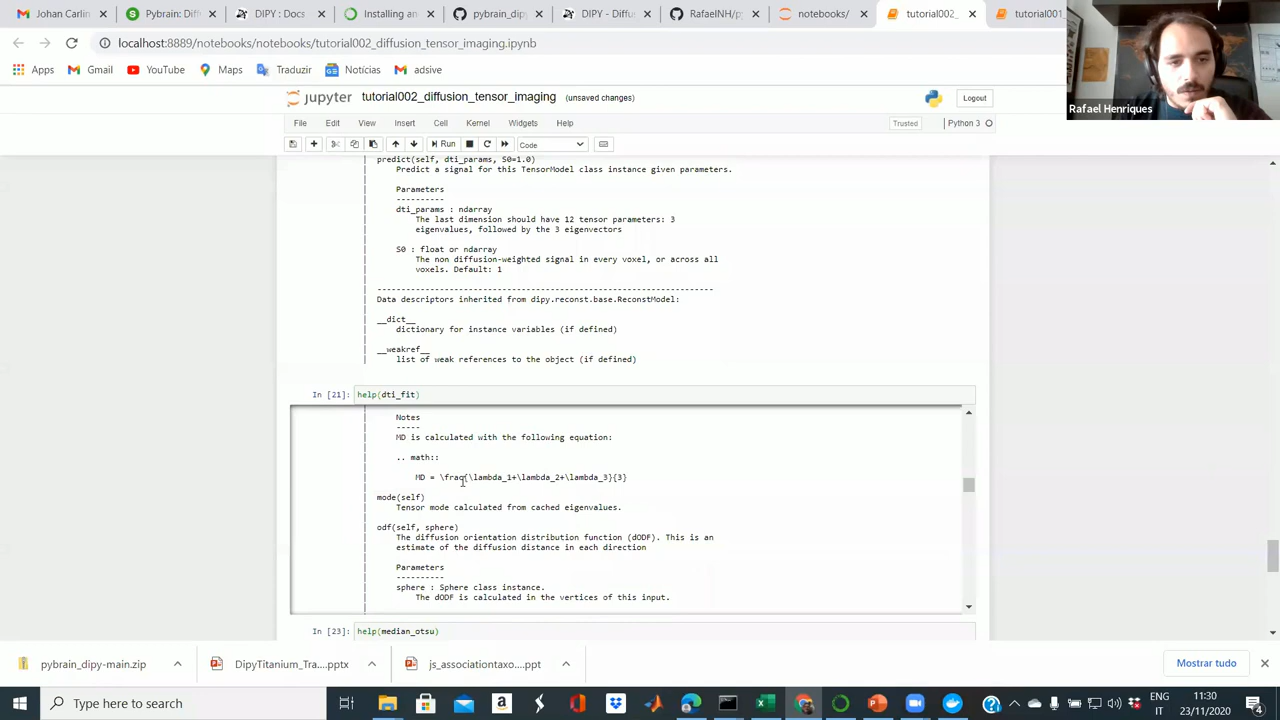 Johan Carlin
Pybrain: Dif
DIPY : Do
Installing an
pybrain_dipy
DIPY - Diffus
RafaelNH/p
notebooks/
tutorial002_
tutorial001_
localhost:8889/notebooks/notebooks/tutorial002_diffusion_tensor_imaging.ipynb
Apps
Gmail
YouTube
Maps
Traduzir
Notícias
adsive
Rafael Henriques
jupyter
tutorial002_diffusion_tensor_imaging
(unsaved changes)
Logout
File
Edit
View
Insert
Cell
Kernel
Widgets
Help
Trusted
Python 3
Run
Code
predict(self, dti_params, S0=1.0)
Predict a signal for this TensorModel class instance given parameters.
Parameters
----------
dti_params : ndarray
The last dimension should have 12 tensor parameters: 3
eigenvalues, followed by the 3 eigenvectors
S0 : float or ndarray
The non diffusion-weighted signal in every voxel, or across all
voxels. Default: 1
----------------------------------------------------------------------
Data descriptors inherited from dipy.reconst.base.ReconstModel:
__dict__
dictionary for instance variables (if defined)
__weakref__
list of weak references to the object (if defined)
In [21]:
help(dti_fit)
Notes
-----
MD is calculated with the following equation:
.. math::
MD = \frac{\lambda_1+\lambda_2+\lambda_3}{3}
mode(self)
Tensor mode calculated from cached eigenvalues.
odf(self, sphere)
The diffusion orientation distribution function (dODF). This is an
estimate of the diffusion distance in each direction
Parameters
----------
sphere : Sphere class instance.
The dODF is calculated in the vertices of this input.
In [23]:
help(median_otsu)
pybrain_dipy-main.zip
DipyTitanium_Tra....pptx
js_associationtaxo....ppt
Mostrar tudo
Type here to search
ENG
IT
11:30
23/11/2020
4